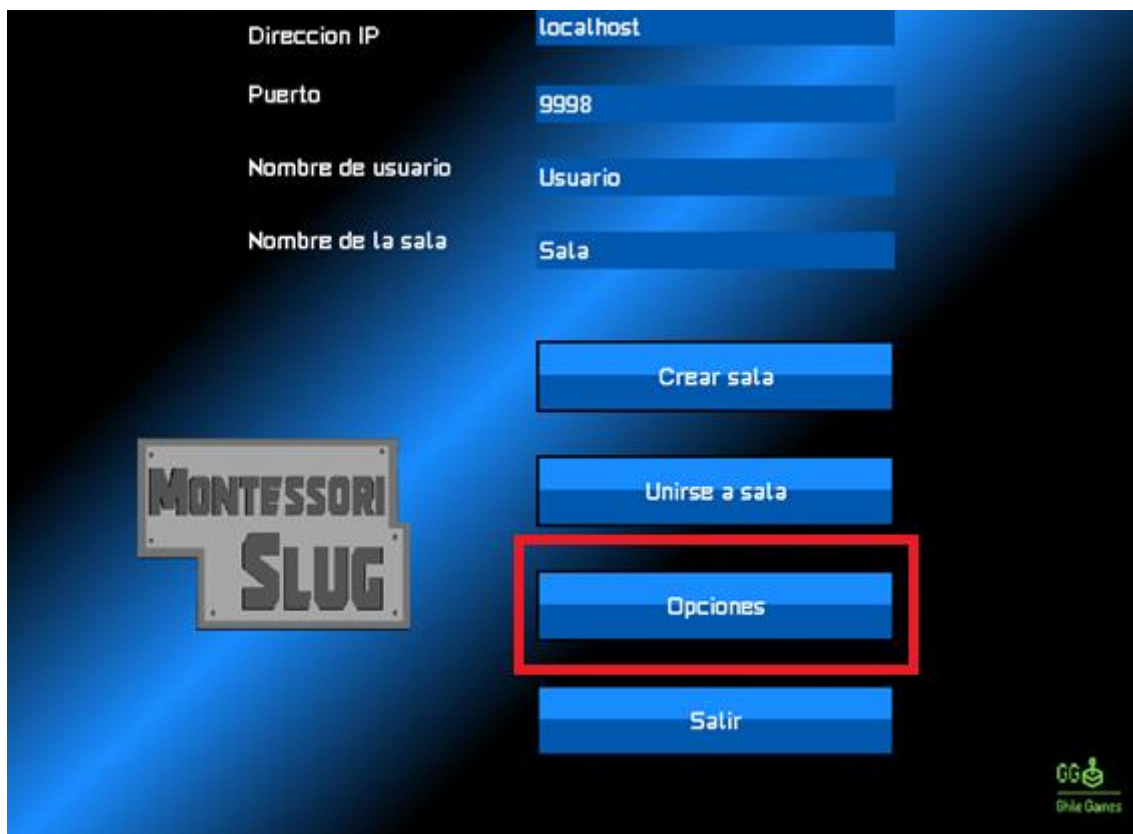 Direccion IP
localhost
Puerto
9998
Nombre de usuario
Usuario
Nombre de la sala
Sala
Crear sala
MONTESSORI
SLUG
Unirse a sala
Opciones
Salir
GG
Ghile Games